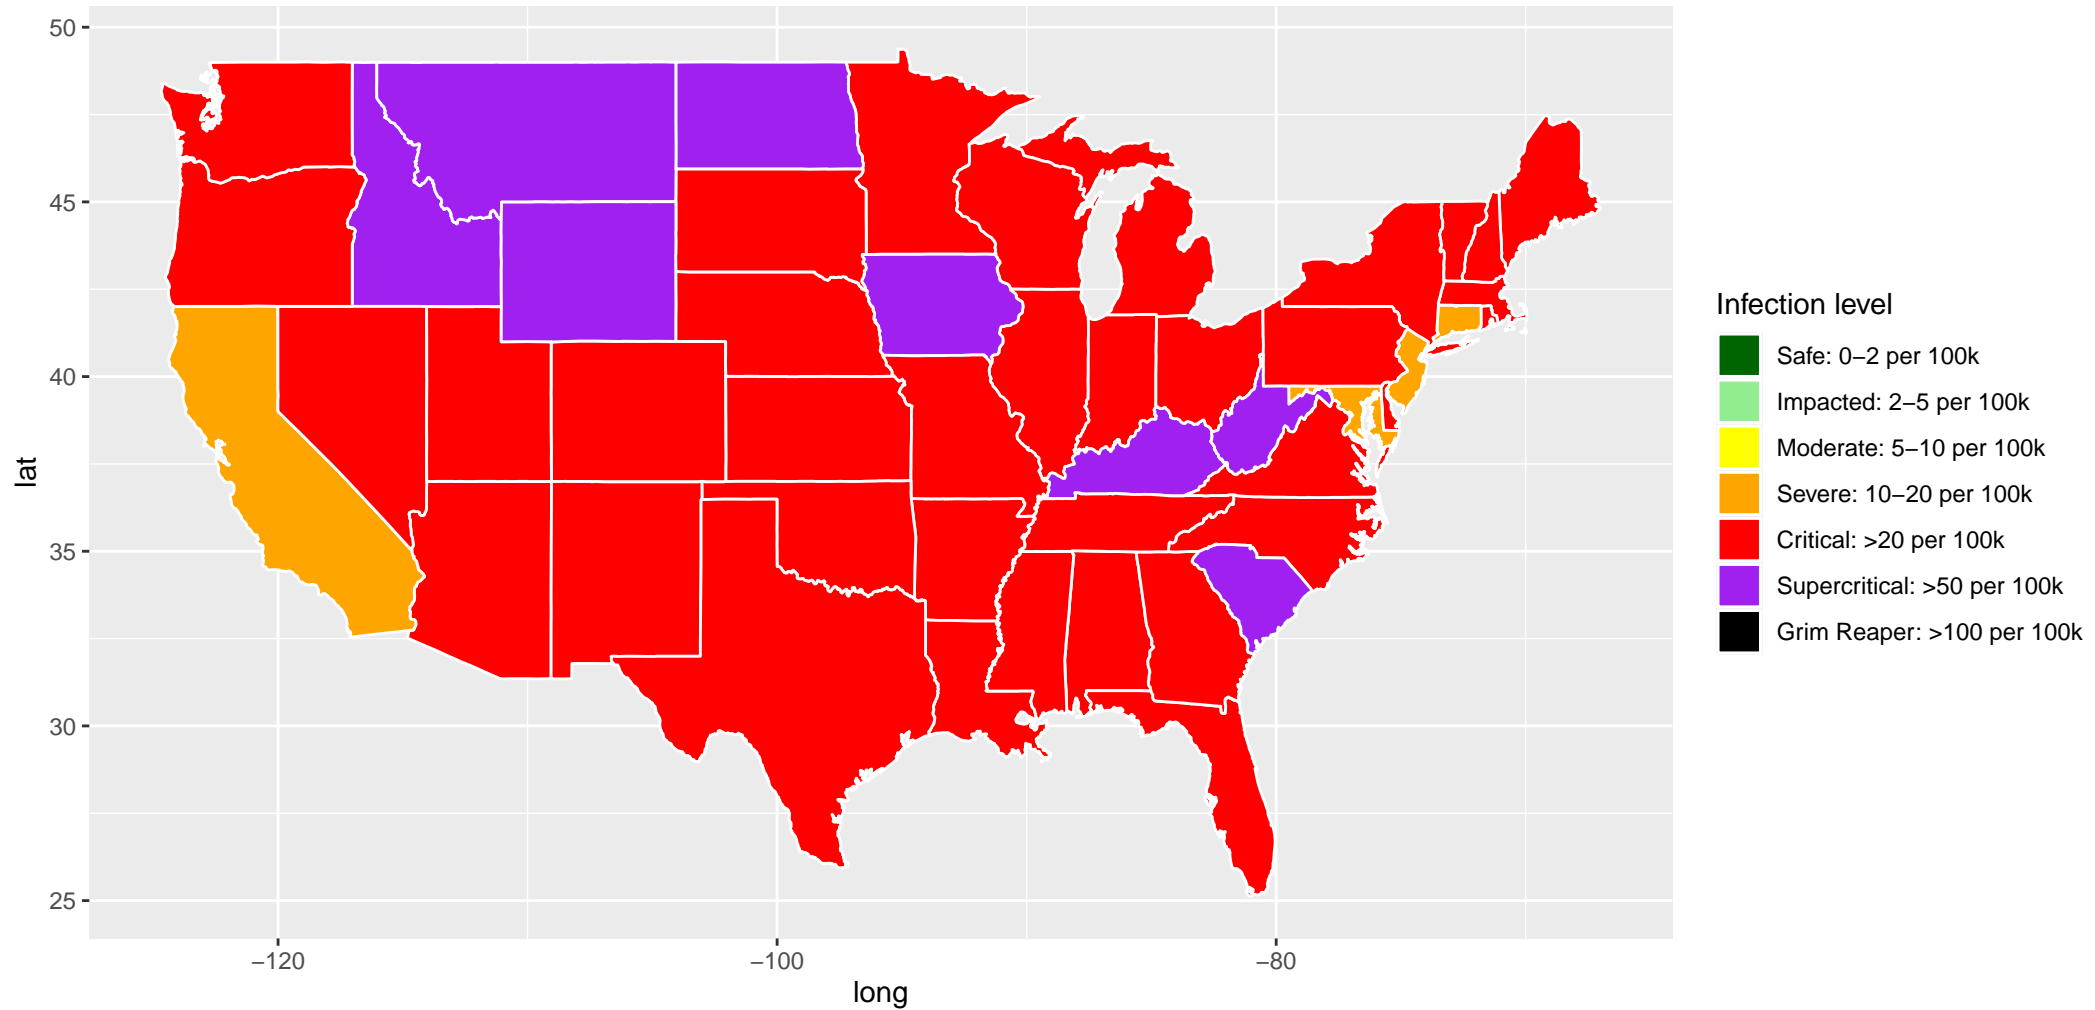 50
45
40
35
30
25
lat
−120
−100
−80
long
Infection level
Safe: 0−2 per 100k
Impacted: 2−5 per 100k
Moderate: 5−10 per 100k
Severe: 10−20 per 100k
Critical: >20 per 100k
Supercritical: >50 per 100k
Grim Reaper: >100 per 100k